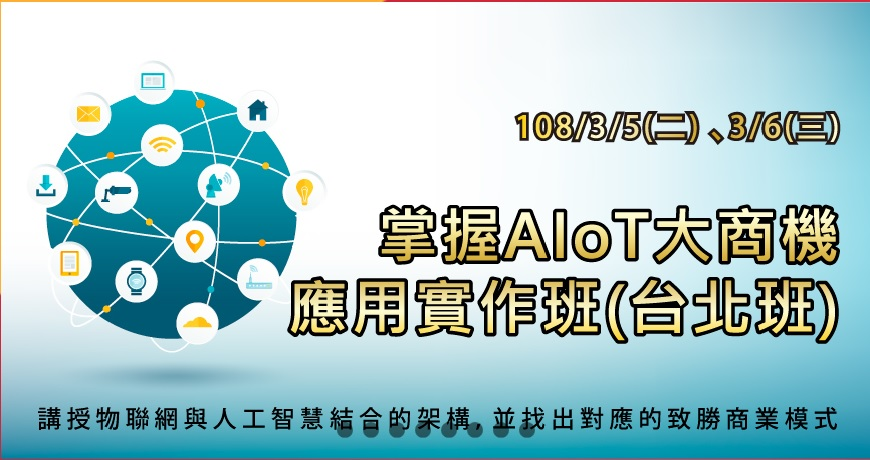 108/3/5(二)、3/6(三)
掌握AIoT大商機
應用實作班(台北班)
講授物聯網與人工智慧結合的架構, 並找出對應的致勝商業模式